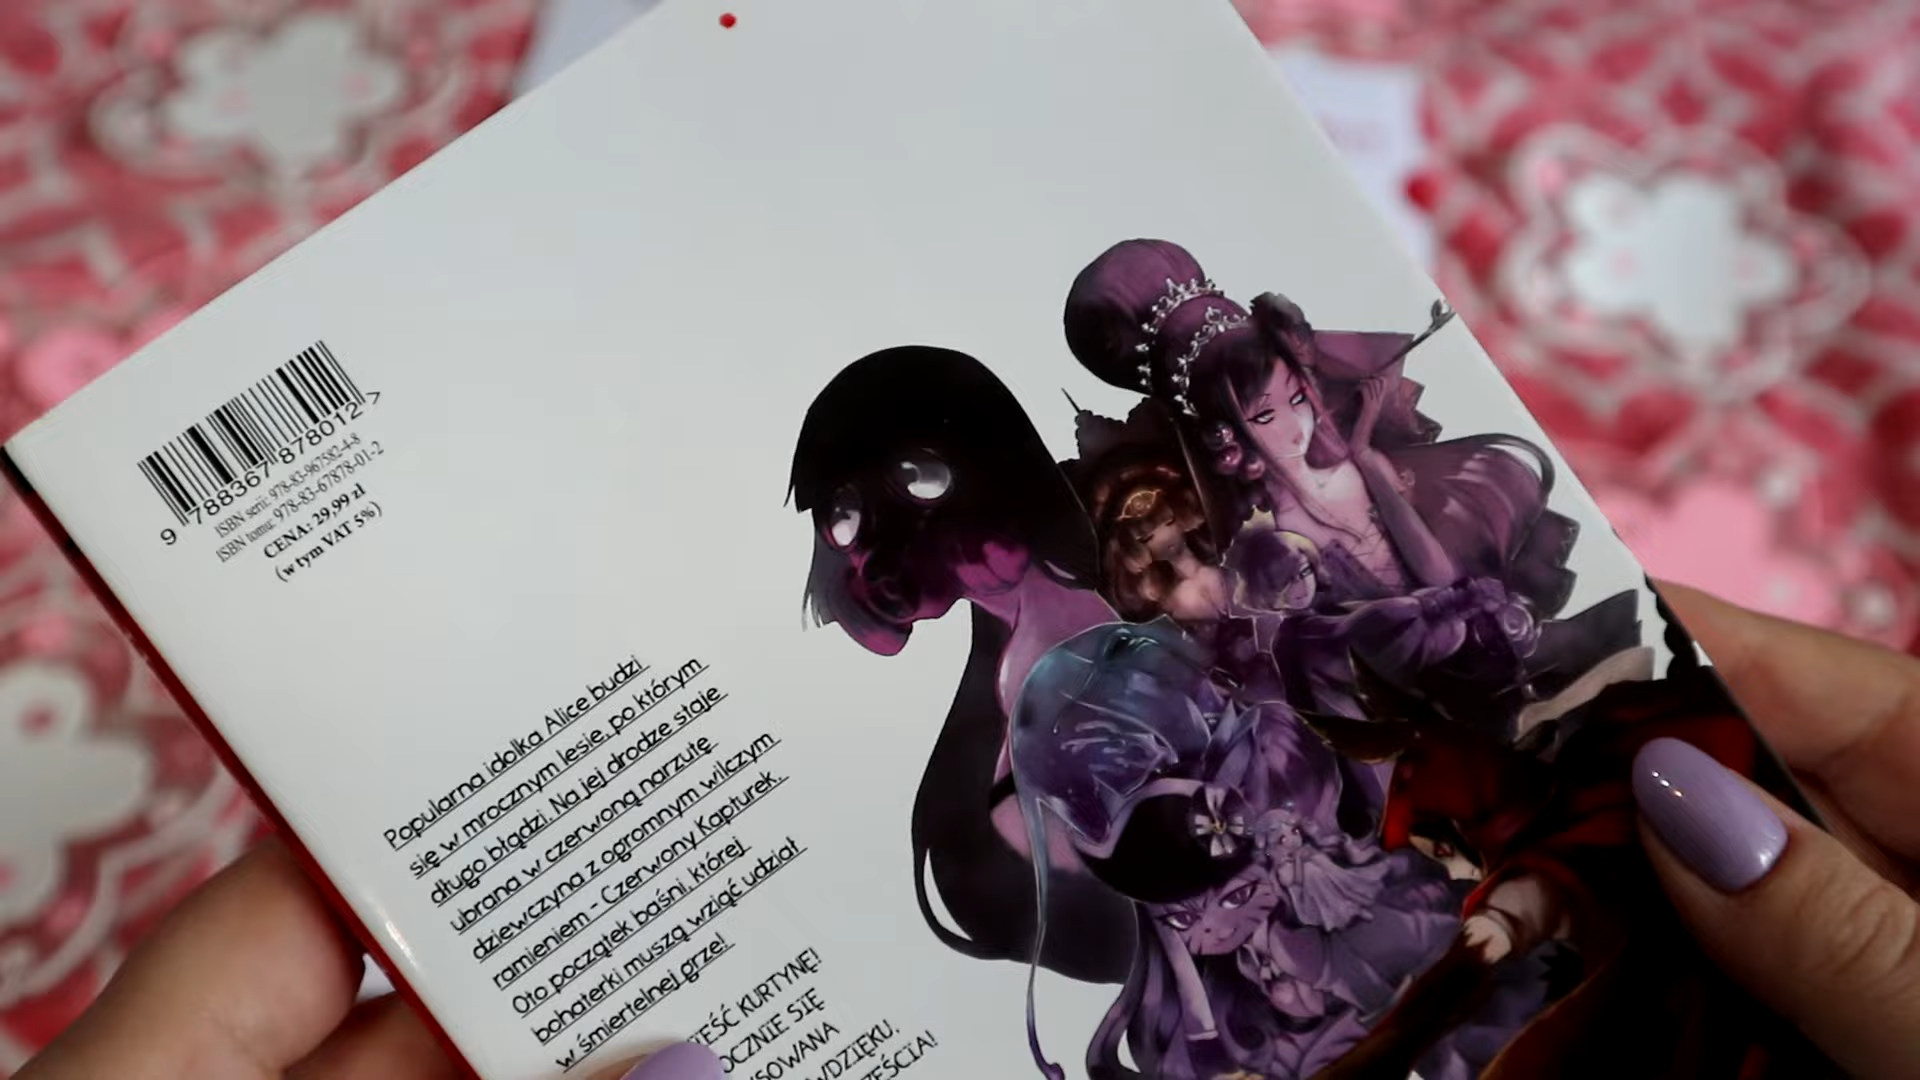 9 788367 878012 >
ISBN serii: 978-83-967582-4-8
ISBN tomu: 978-83-67878-01-2
CENA: 29,99 zł
(w tym VAT 5%)
Popularna idolka Alice budzi
się w mrocznym lesie, po którym
długo błądzi. Na jej drodze staje
ubrana w czerwoną narzutę
dziewczyna z ogromnym wilczym
ramieniem - Czerwony Kapturek.
Oto początek baśni, której
bohaterki muszą wziąć udział
w śmiertelnej grze!
KURTYNĘ!
SIĘ